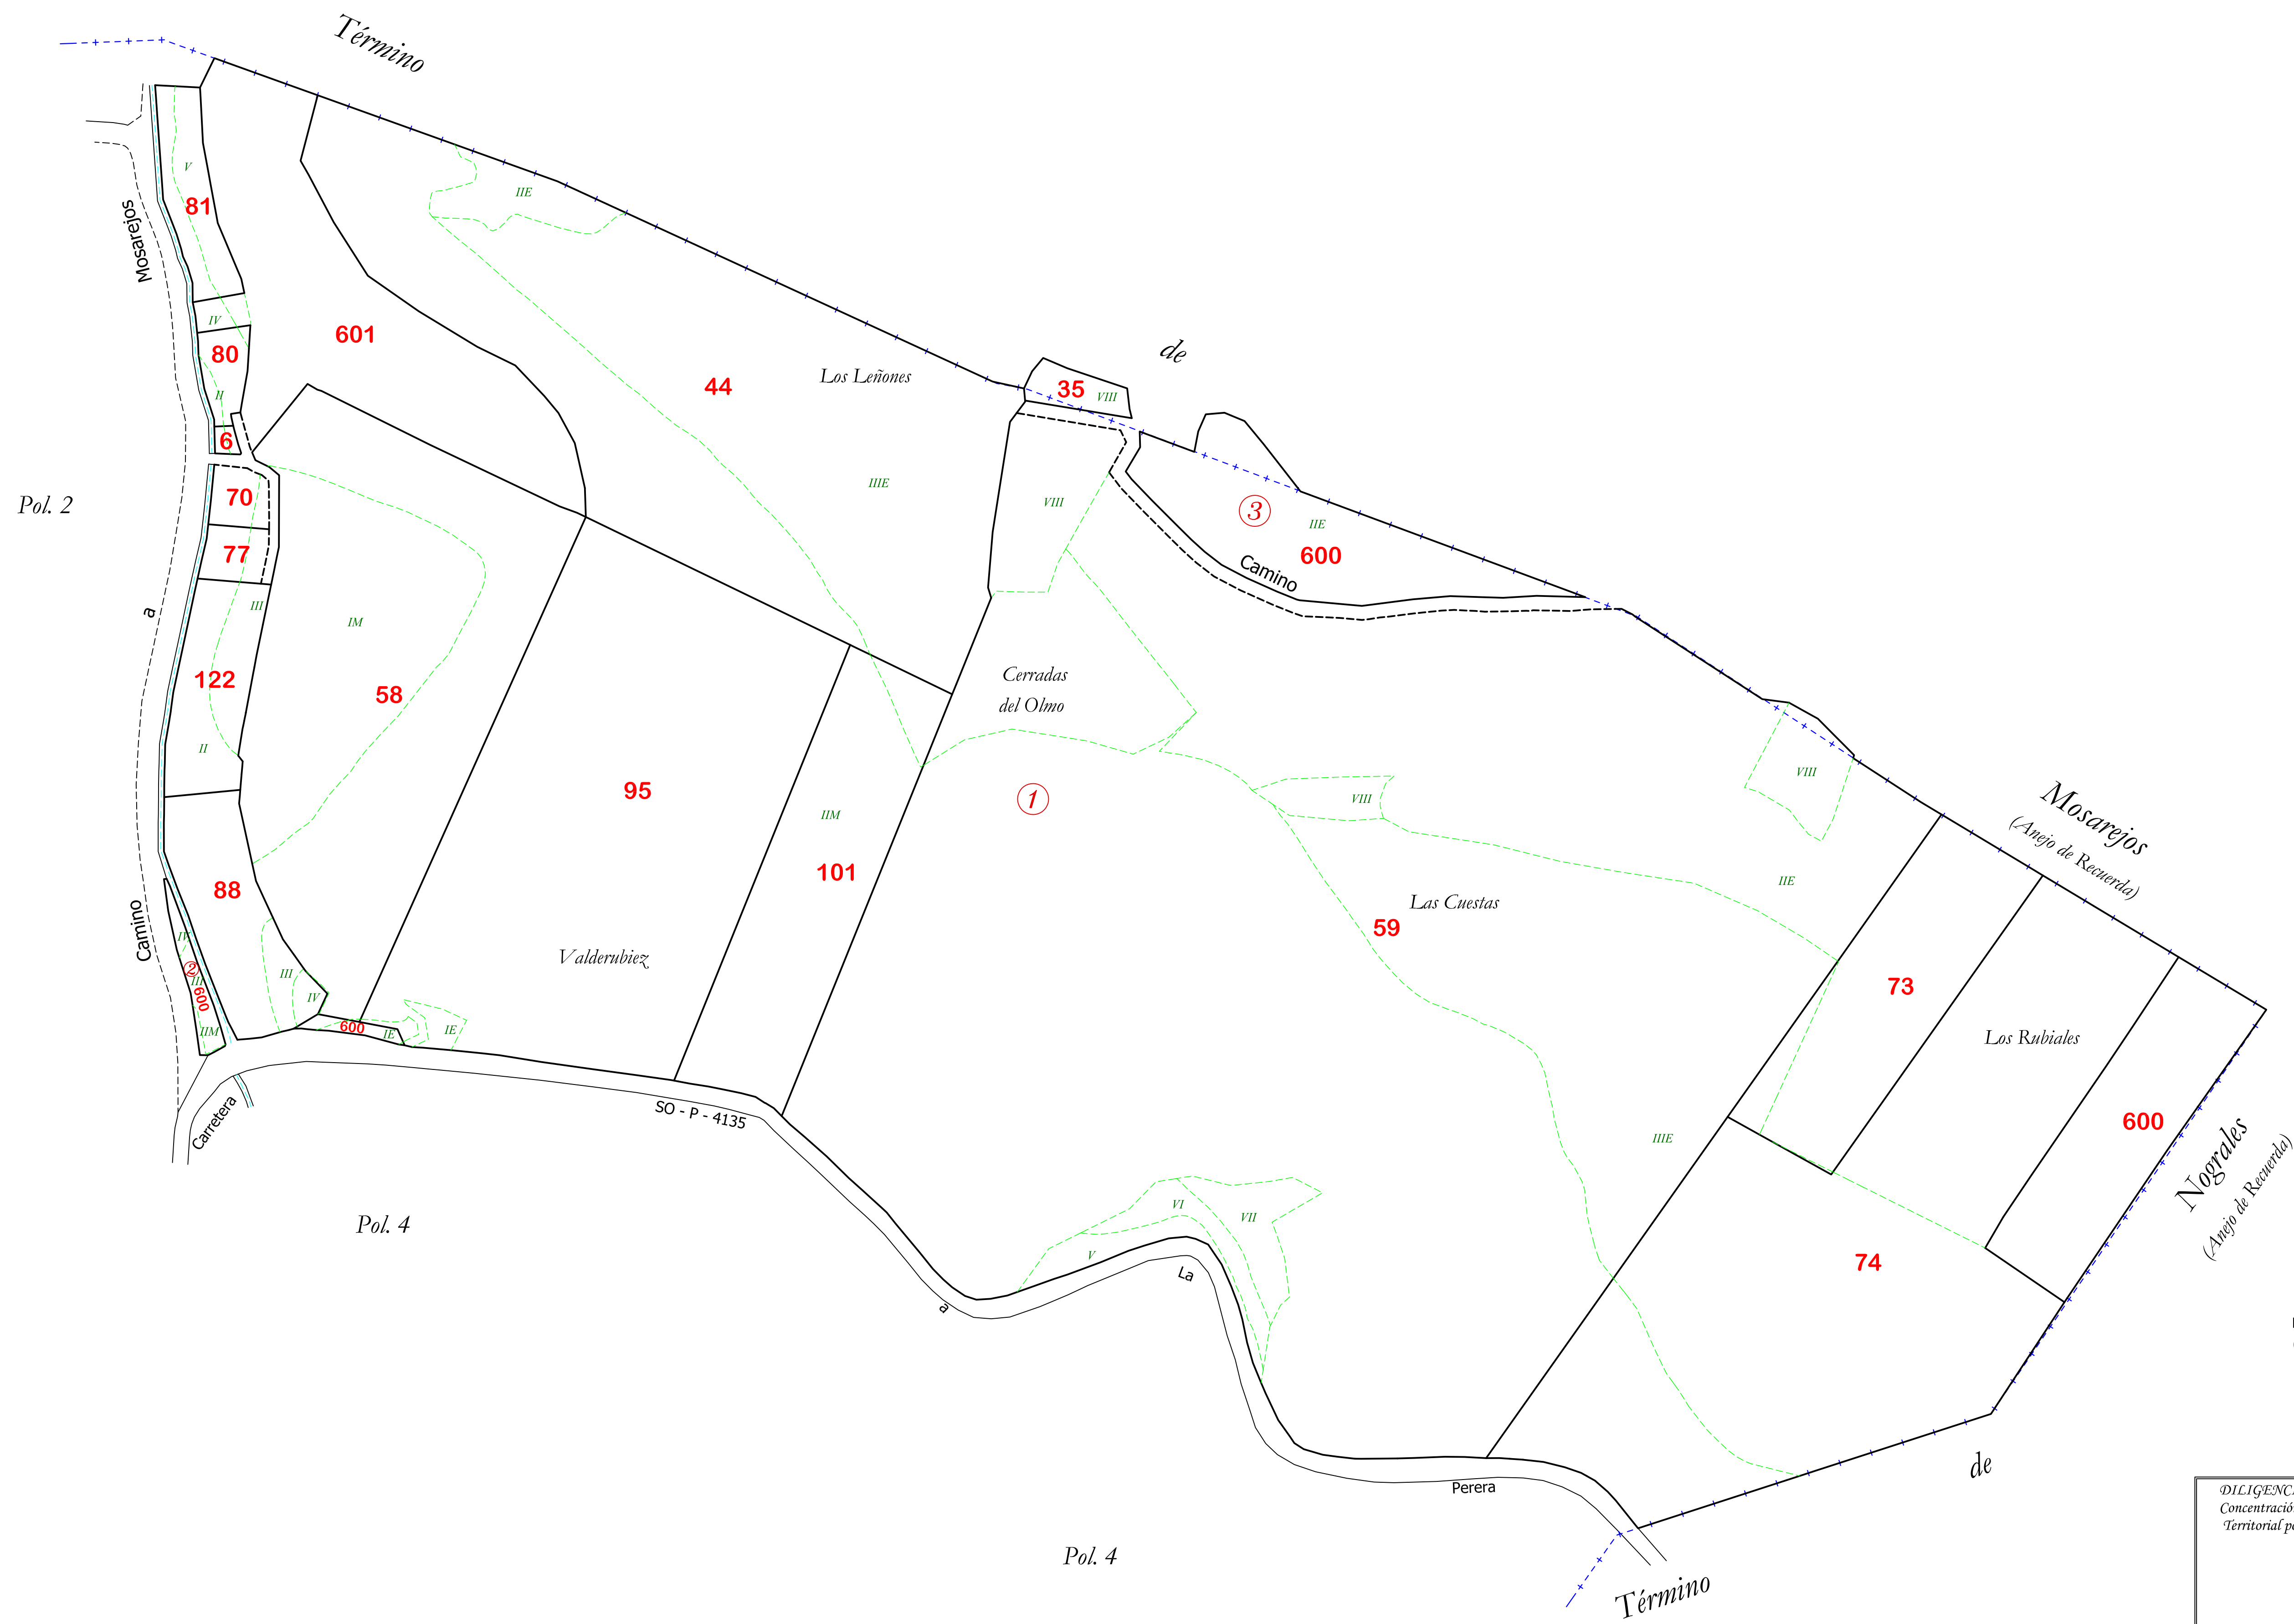 Término
V
81
IIE
Mosarejos
IV
601
80
44
Los Leñones
de
35
VIII
II
6
IIIE
Pol. 2
70
VIII
3
IIE
600
77
Camino
a
III
IM
122
58
Cerradas
del Olmo
II
95
1
VIII
VIII
Mosarejos
(Anejo de Recuerda)
IIM
101
88
IIE
Las Cuestas
59
Camino
IV
Valderubiez
2
III
600
III
IV
73
IIM
600
IE
IE
Los Rubiales
Carretera
SO - P - 4135
600
Nograles
(Anejo de Recuerda)
IIIE
Pol. 4
VI
VII
V
La
a
74
Perera
de
DILIGENCI
Concentració
Territorial p
Pol. 4
Término